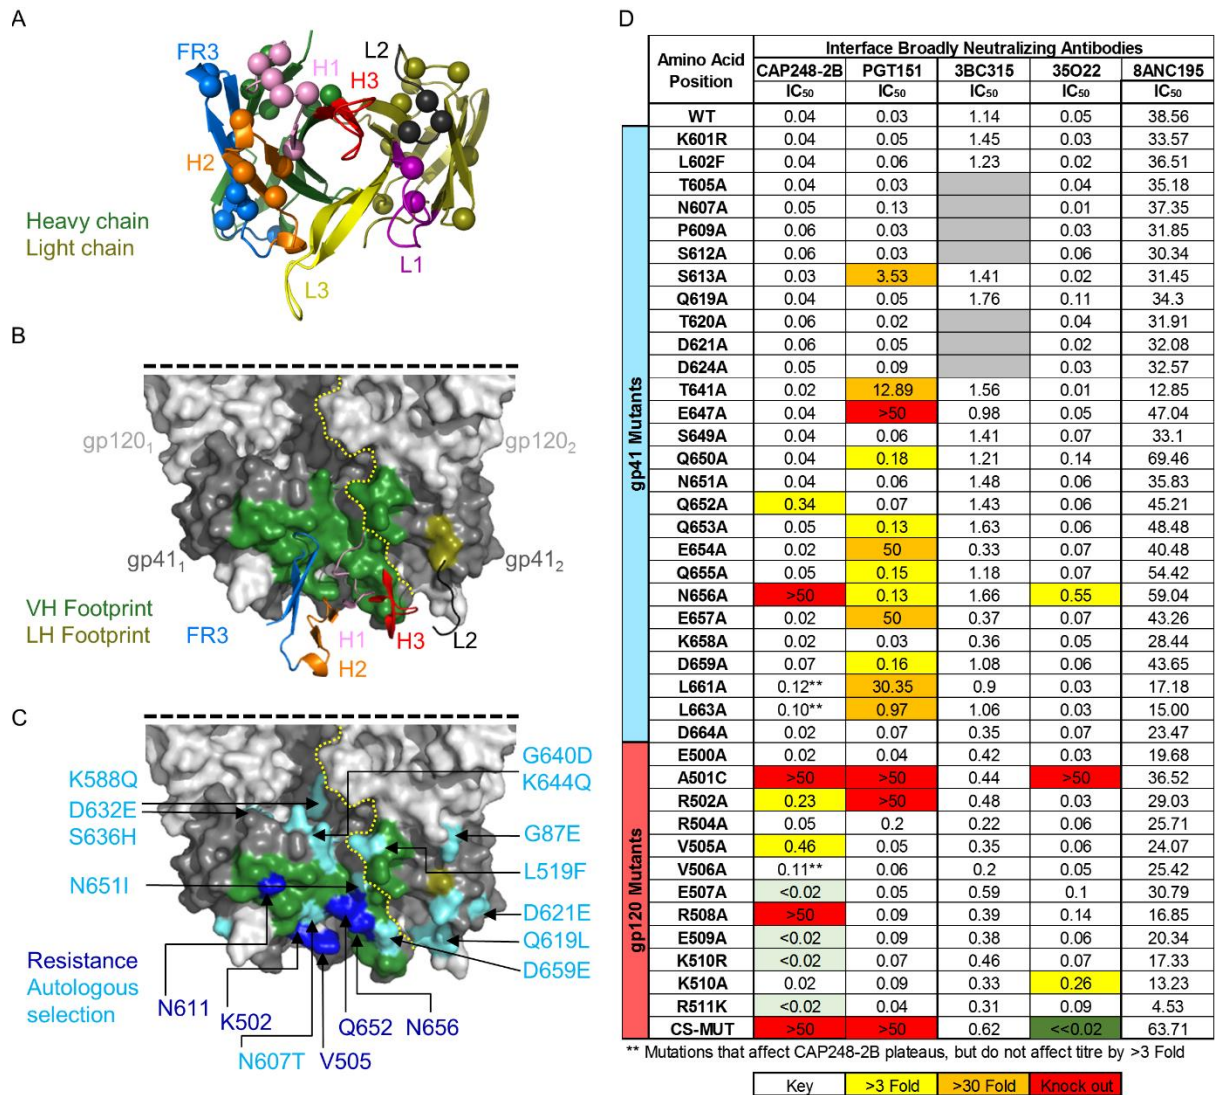 A
FR3
H1
L2
H3
H2
Heavy chain
Light chain
L3
L1
B
gp120₁
gp120₂
gp41₁
gp41₂
VH Footprint
LH Footprint
FR3
H1
H2
H3
L2
C
G640D
K644Q
K588Q
D632E
S636H
G87E
L519F
N651I
D621E
Q619L
D659E
Resistance
Autologous
selection
N611
K502
Q652
N656
N607T
V505
D
Amino Acid Position Interface Broadly Neutralizing Antibodies
CAP248-2B PGT151 3BC315 35O22 8ANC195
IC₅₀ IC₅₀ IC₅₀ IC₅₀ IC₅₀
WT 0.04 0.03 1.14 0.05 38.56
gp41 Mutants
K601R 0.04 0.05 1.45 0.03 33.57
L602F 0.04 0.06 1.23 0.02 36.51
T605A 0.04 0.03 0.04 35.18
N607A 0.05 0.13 0.01 37.35
P609A 0.06 0.03 0.03 31.85
S612A 0.06 0.03 0.02 30.34
S613A 0.03 3.53 1.41 0.02 31.45
Q619A 0.04 0.05 1.76 0.11 34.3
T620A 0.06 0.02 0.04 31.91
D621A 0.06 0.05 0.02 32.08
D624A 0.05 0.09 0.03 32.57
T641A 0.02 12.89 1.56 0.01 12.85
E647A 0.04 >50 0.98 0.05 47.04
S649A 0.04 0.06 1.41 0.07 33.1
Q650A 0.04 0.18 1.21 0.14 69.46
N651A 0.04 0.06 1.48 0.06 35.83
Q652A 0.34 0.07 1.43 0.06 45.21
Q653A 0.05 0.13 1.63 0.06 48.48
E654A 0.02 50 0.33 0.07 40.48
Q655A 0.05 0.15 1.18 0.07 54.42
N656A >50 0.13 1.66 0.55 59.04
E657A 0.02 50 0.37 0.07 43.26
K658A 0.02 0.03 0.36 0.05 28.44
D659A 0.07 0.16 1.08 0.06 43.65
L661A 0.12** 30.35 0.9 0.03 17.18
L663A 0.10** 0.97 1.06 0.03 15.00
D664A 0.02 0.07 0.35 0.07 23.47
gp120 Mutants
E500A 0.02 0.04 0.42 0.03 19.68
A501C >50 >50 0.44 >50 36.52
R502A 0.23 >50 0.48 0.03 29.03
R504A 0.05 0.2 0.22 0.06 25.71
V505A 0.46 0.05 0.35 0.06 24.07
V506A 0.11** 0.06 0.2 0.06 25.42
E507A <0.02 0.05 0.59 0.1 30.79
R508A >50 0.09 0.39 0.14 16.85
E509A <0.02 0.09 0.38 0.06 20.34
K510R <0.02 0.07 0.46 0.07 17.33
K510A 0.02 0.09 0.33 0.26 13.23
R511K <0.02 0.04 0.31 0.09 4.53
CS-MUT >50 >50 0.62 <<0.02 63.71
** Mutations that affect CAP248-2B plateaus, but do not affect titre by >3 Fold
Key >3 Fold >30 Fold Knock out